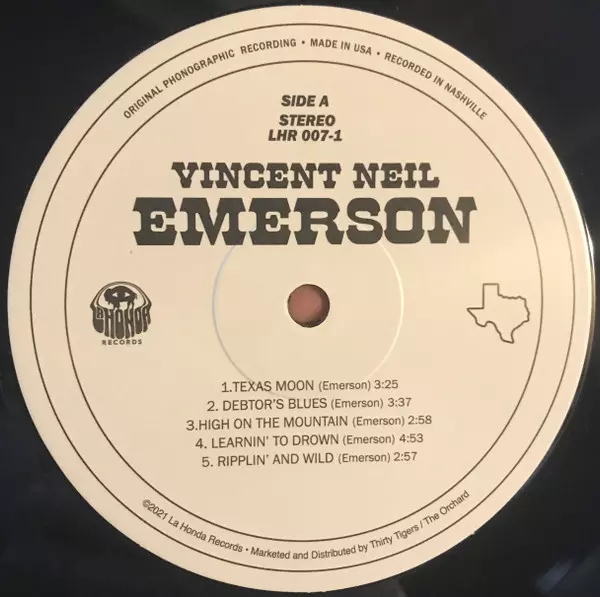 ORIGINAL PHONOGRAPHIC RECORDING • MADE IN USA • RECORDED IN NASHVILLE
SIDE A
STEREO
LHR 007-1
VINCENT NEIL
EMERSON
LA HONDA
RECORDS
1.TEXAS MOON (Emerson) 3:25
2. DEBTOR'S BLUES (Emerson) 3:37
3.HIGH ON THE MOUNTAIN (Emerson) 2:58
4. LEARNIN' TO DROWN (Emerson) 4:53
5. RIPPLIN' AND WILD (Emerson) 2:57
©2021 La Honda Records • Marketed and Distributed by Thirty Tigers / The Orchard